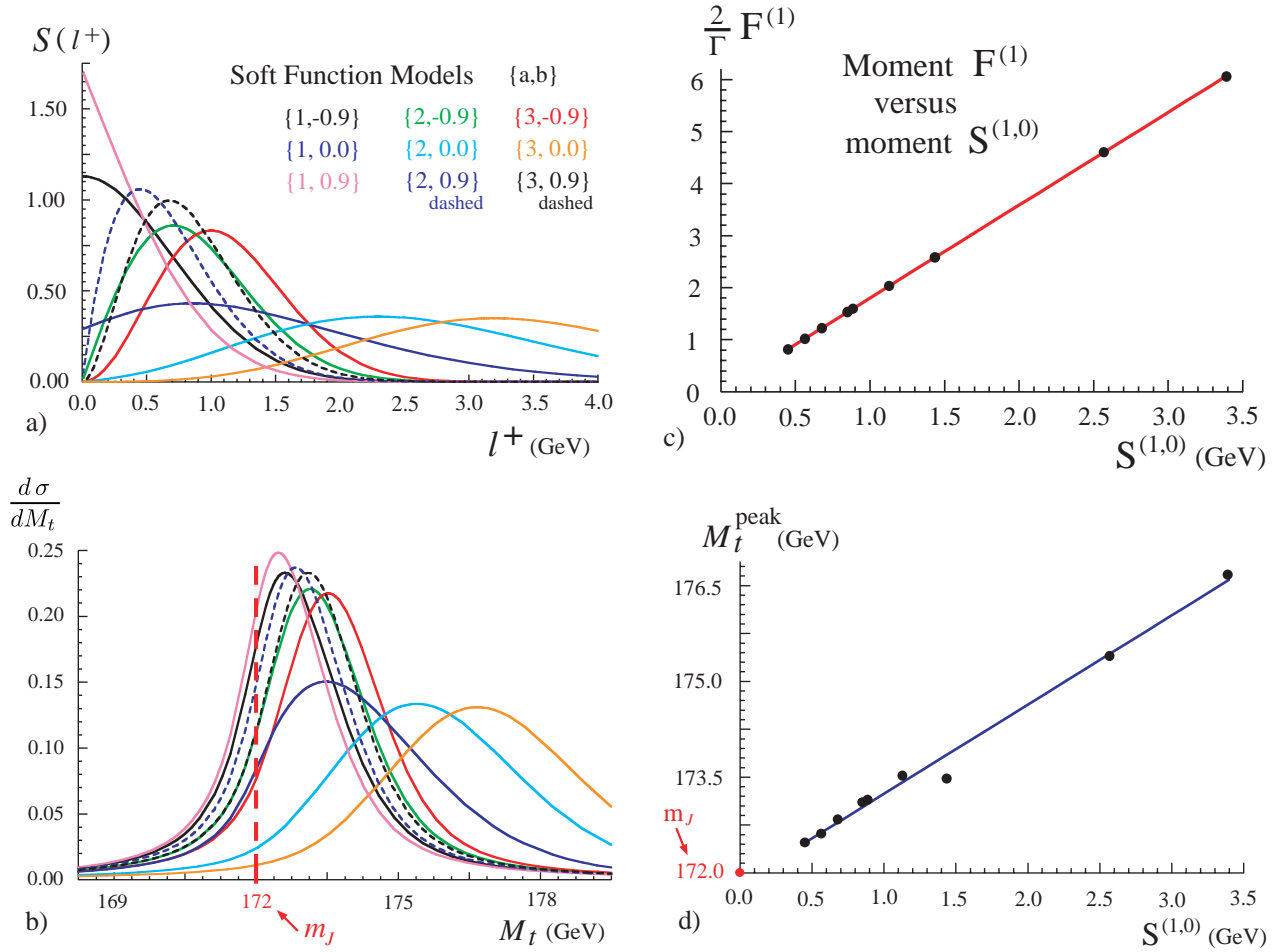 S(l+)
Soft Function Models {a,b}
{1,-0.9} {2,-0.9} {3,-0.9}
{1, 0.0} {2, 0.0} {3, 0.0}
{1, 0.9} {2, 0.9} {3, 0.9}
dashed dashed
1.50
1.00
0.50
0.00
0.0 0.5 1.0 1.5 2.0 2.5 3.0 3.5 4.0
a)
l+ (GeV)
2/Γ F(1)
Moment F(1)
versus
moment S(1,0)
6
5
4
3
2
1
0
0.0 0.5 1.0 1.5 2.0 2.5 3.0 3.5
c)
S(1,0) (GeV)
dσ/dMt
0.25
0.20
0.15
0.10
0.05
0.00
169 172 175 178
b)
mJ
Mt (GeV)
Mt peak (GeV)
176.5
175.0
173.5
mJ
172.0
0.0 0.5 1.0 1.5 2.0 2.5 3.0 3.5
d)
S(1,0) (GeV)